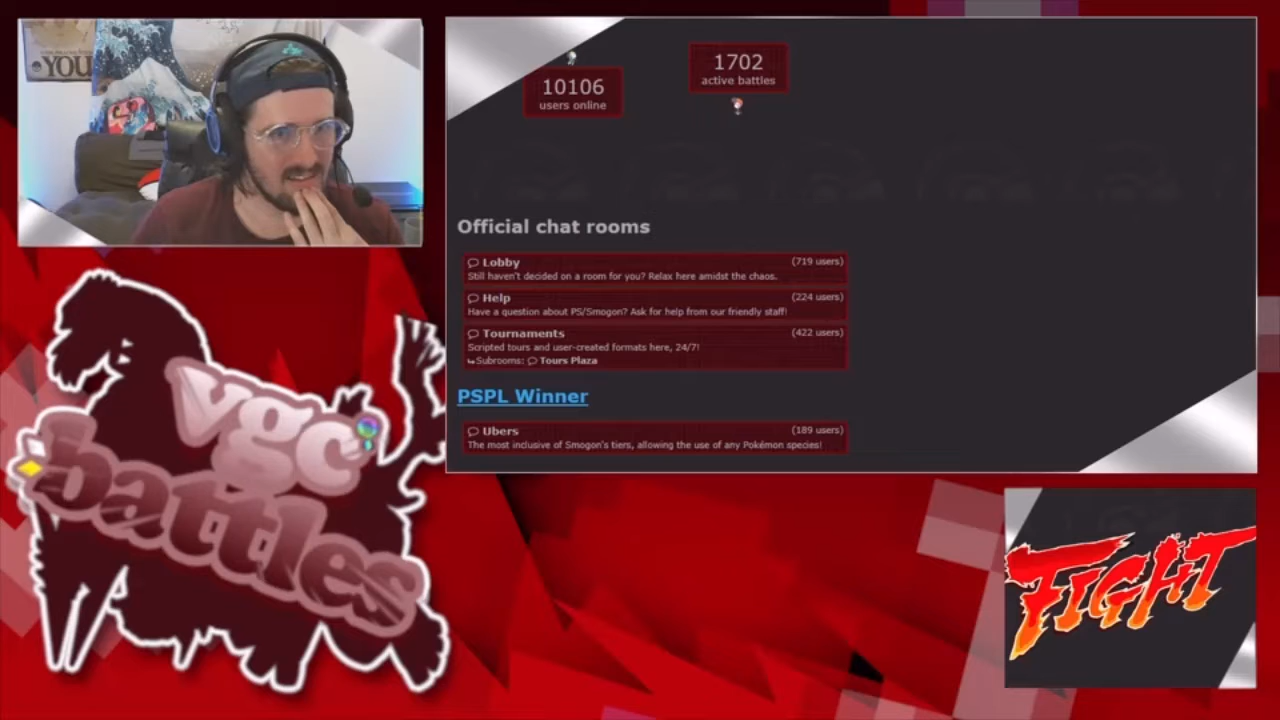 YOU
10106
users online
1702
active battles
Official chat rooms
Lobby (719 users)
Still haven't decided on a room for you? Relax here amidst the chaos.
Help (224 users)
Have a question about PS/Smogon? Ask for help from our friendly staff!
Tournaments (422 users)
Scripted tours and user-created formats here, 24/7!
Subrooms: Tours Plaza
PSPL Winner
Ubers (189 users)
The most inclusive of Smogon's tiers, allowing the use of any Pokémon species!
vgc
battles
FIGHT